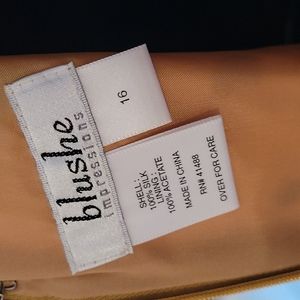 blushe
impressions
16
SHELL:
100% SILK
LINING:
100% ACETATE
MADE IN CHINA
RN# 41488
OVER FOR CARE